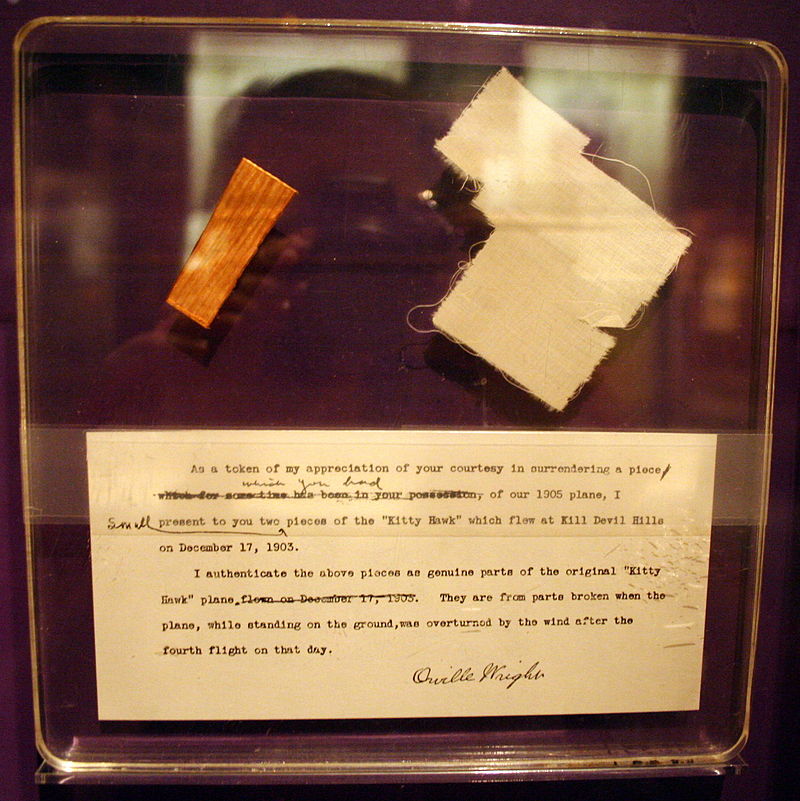 As a token of my appreciation of your courtesy in surrendering a piece
which you had
which for some time has been in your possession, of our 1905 plane, I
Small present to you two pieces of the "Kitty Hawk" which flew at Kill Devil Hills
on December 17, 1903.
I authenticate the above pieces as genuine parts of the original "Kitty
Hawk" plane, flown on December 17, 1903. They are from parts broken when the
plane, while standing on the ground, was overturned by the wind after the
fourth flight on that day.
Orville Wright